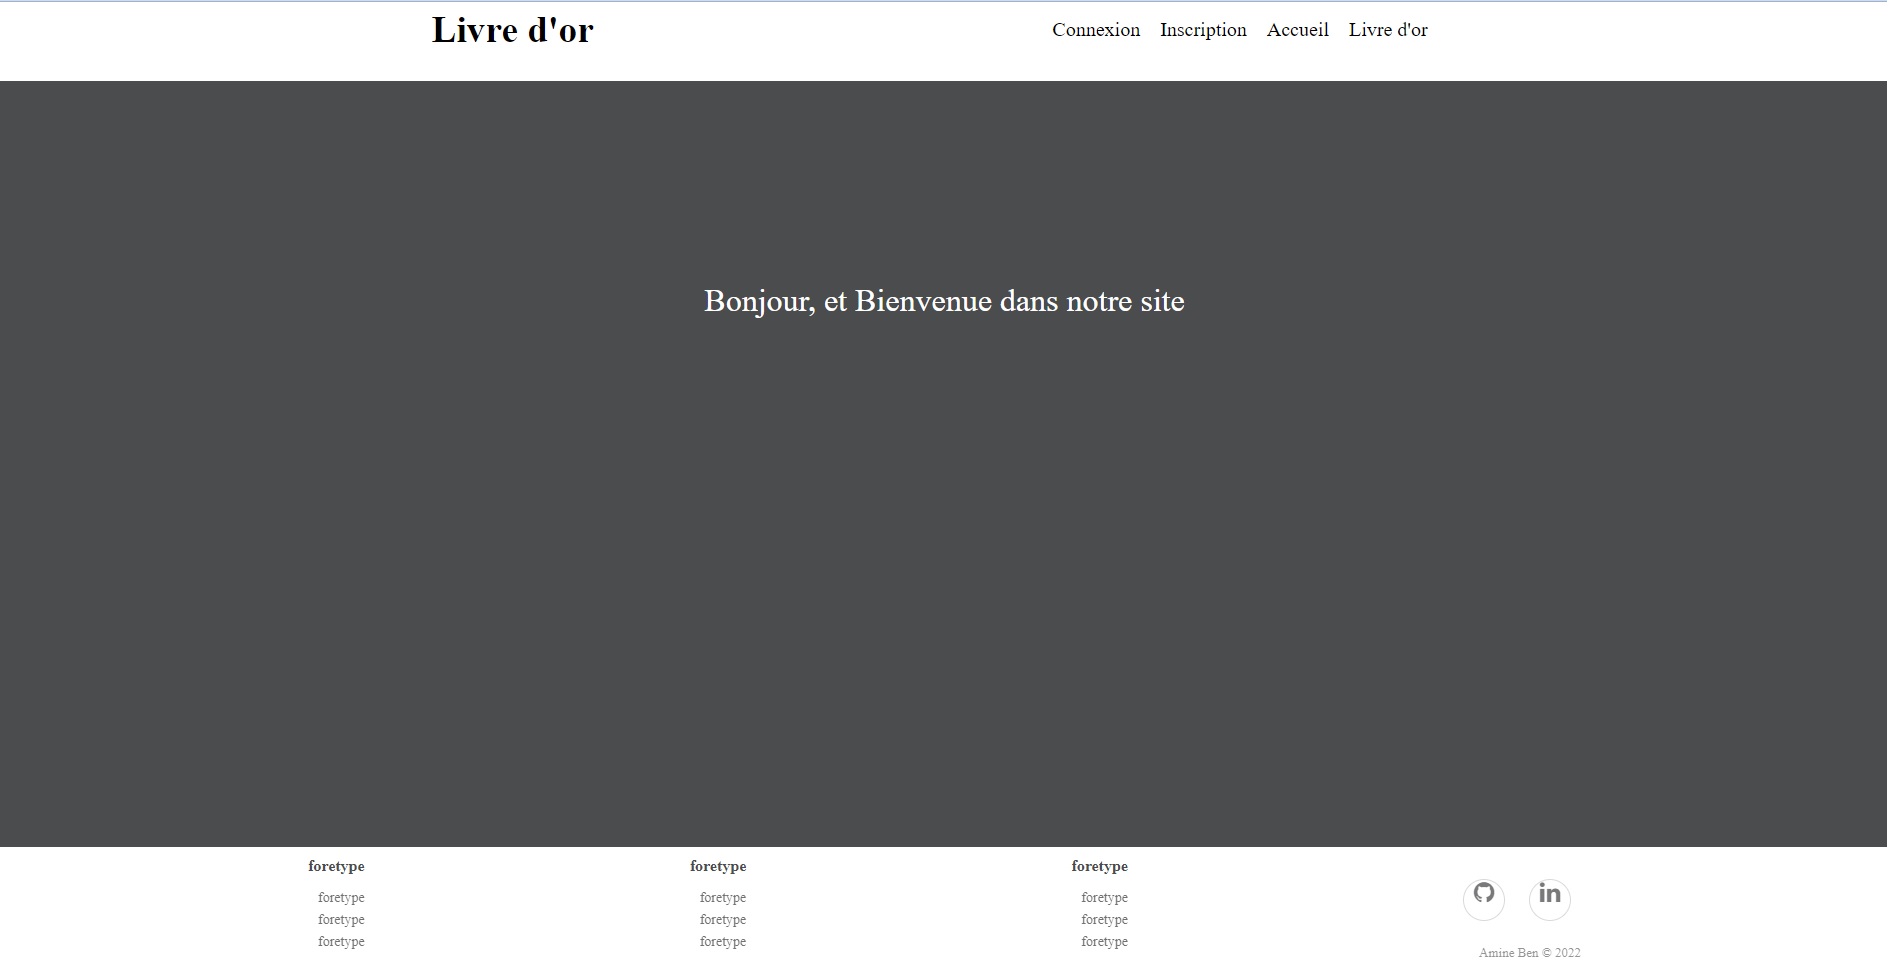 Livre d'or
Connexion Inscription Accueil Livre d'or
Bonjour, et Bienvenue dans notre site
foretype
foretype
foretype
foretype
foretype
foretype
foretype
foretype
foretype
foretype
foretype
foretype
in
Amine Ben © 2022